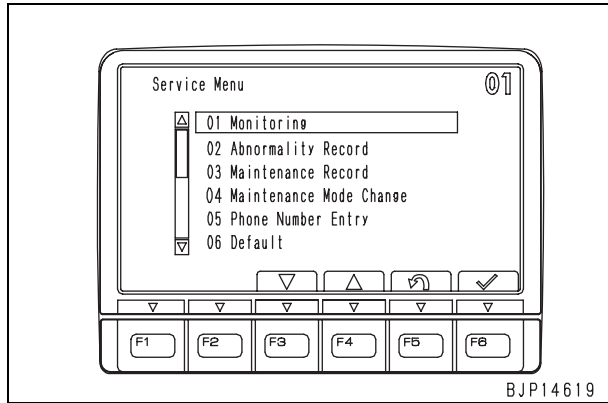 Service Menu 01
01 Monitoring
02 Abnormality Record
03 Maintenance Record
04 Maintenance Mode Change
05 Phone Number Entry
06 Default
F1 F2 F3 F4 F5 F6
BJP14619